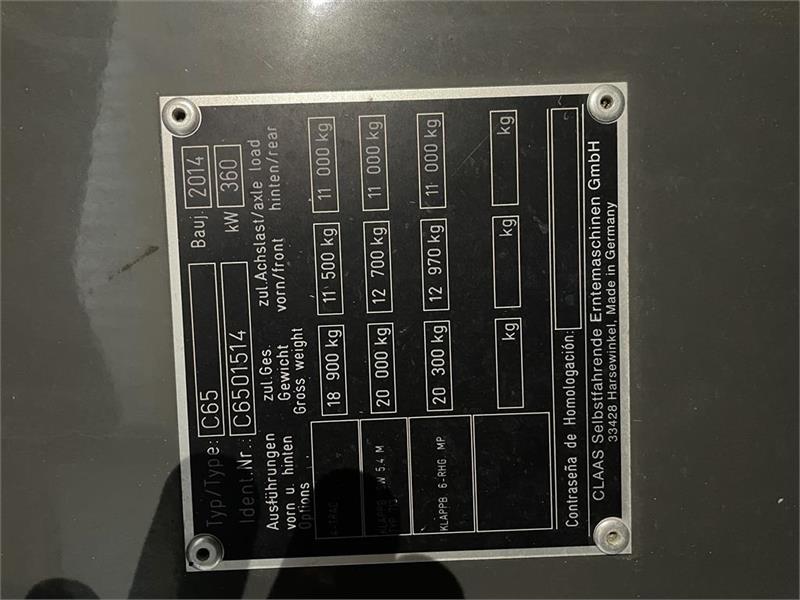 Typ/Type: C65 Bauj. 2014
Ident.Nr.: C6501514 kW 360
Ausführungen
vorn u. hinten
Options
zul.Ges.
Gewicht
Gross weight
zul.Achslast/axle load
vorn/front hinten/rear
18 900 kg 11 500 kg 11 000 kg
KLAPPB W 5.4 M 20 000 kg 12 700 kg 11 000 kg
KLAPPB 6-RHG MP 20 300 kg 12 970 kg 11 000 kg
kg kg kg
Contraseña de Homologación:
CLAAS Selbstfahrende Erntemaschinen GmbH
33428 Harsewinkel, Made in Germany